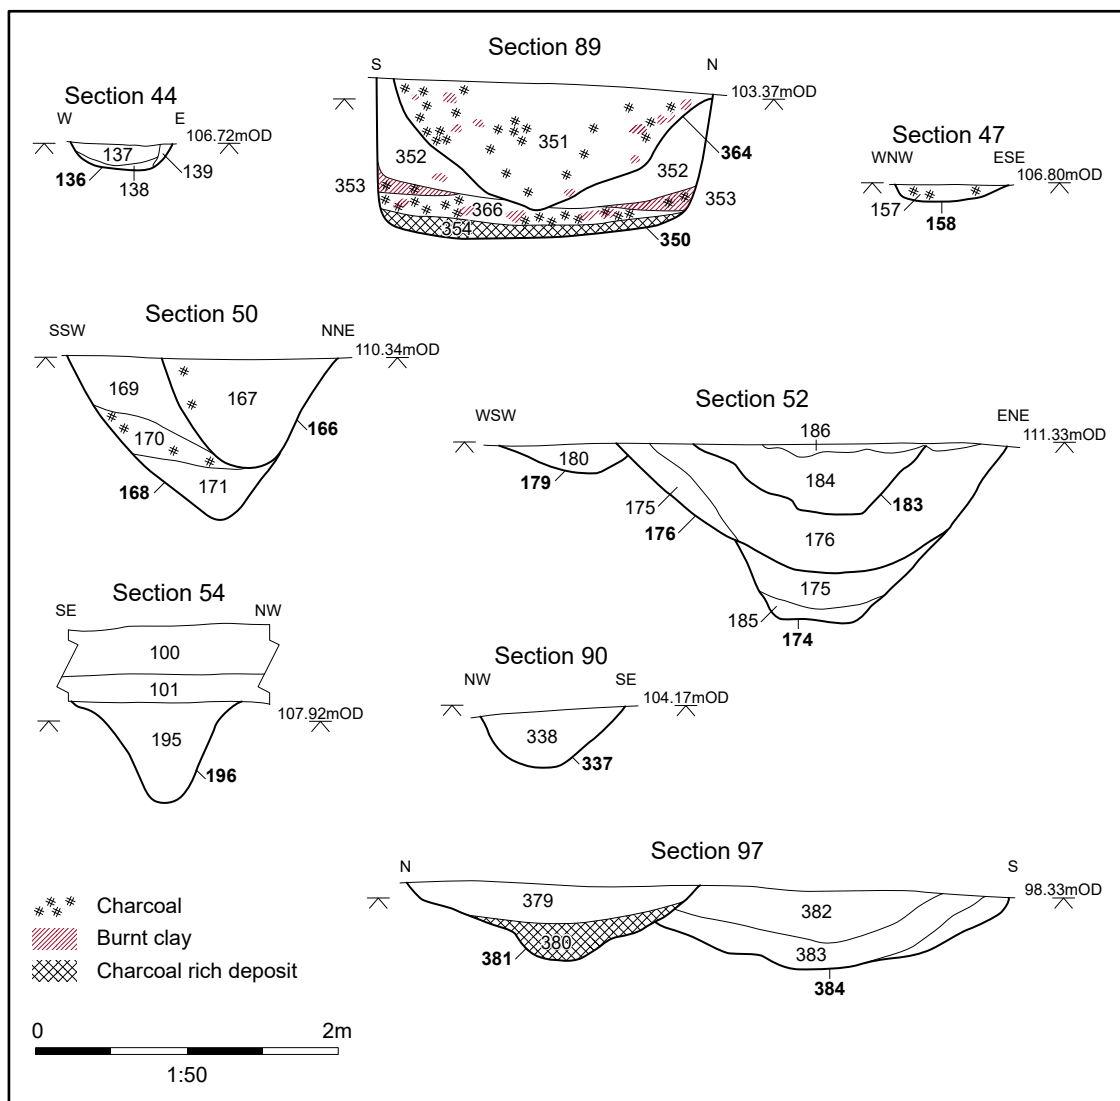 Section 44
W E
106.72mOD
137
136
138
139
Section 89
S N
103.37mOD
351
364
352
352
353
353
366
354
350
Section 47
WNW ESE
106.80mOD
157
158
Section 50
SSW NNE
110.34mOD
169
167
170
166
171
168
Section 52
WSW ENE
186
111.33mOD
180
184
179
175
183
176
176
175
185
174
Section 54
SE NW
100
101
107.92mOD
195
196
Section 90
NW SE
104.17mOD
338
337
Section 97
N S
98.33mOD
379
382
380
381
383
384
Charcoal
Burnt clay
Charcoal rich deposit
0 2m
1:50